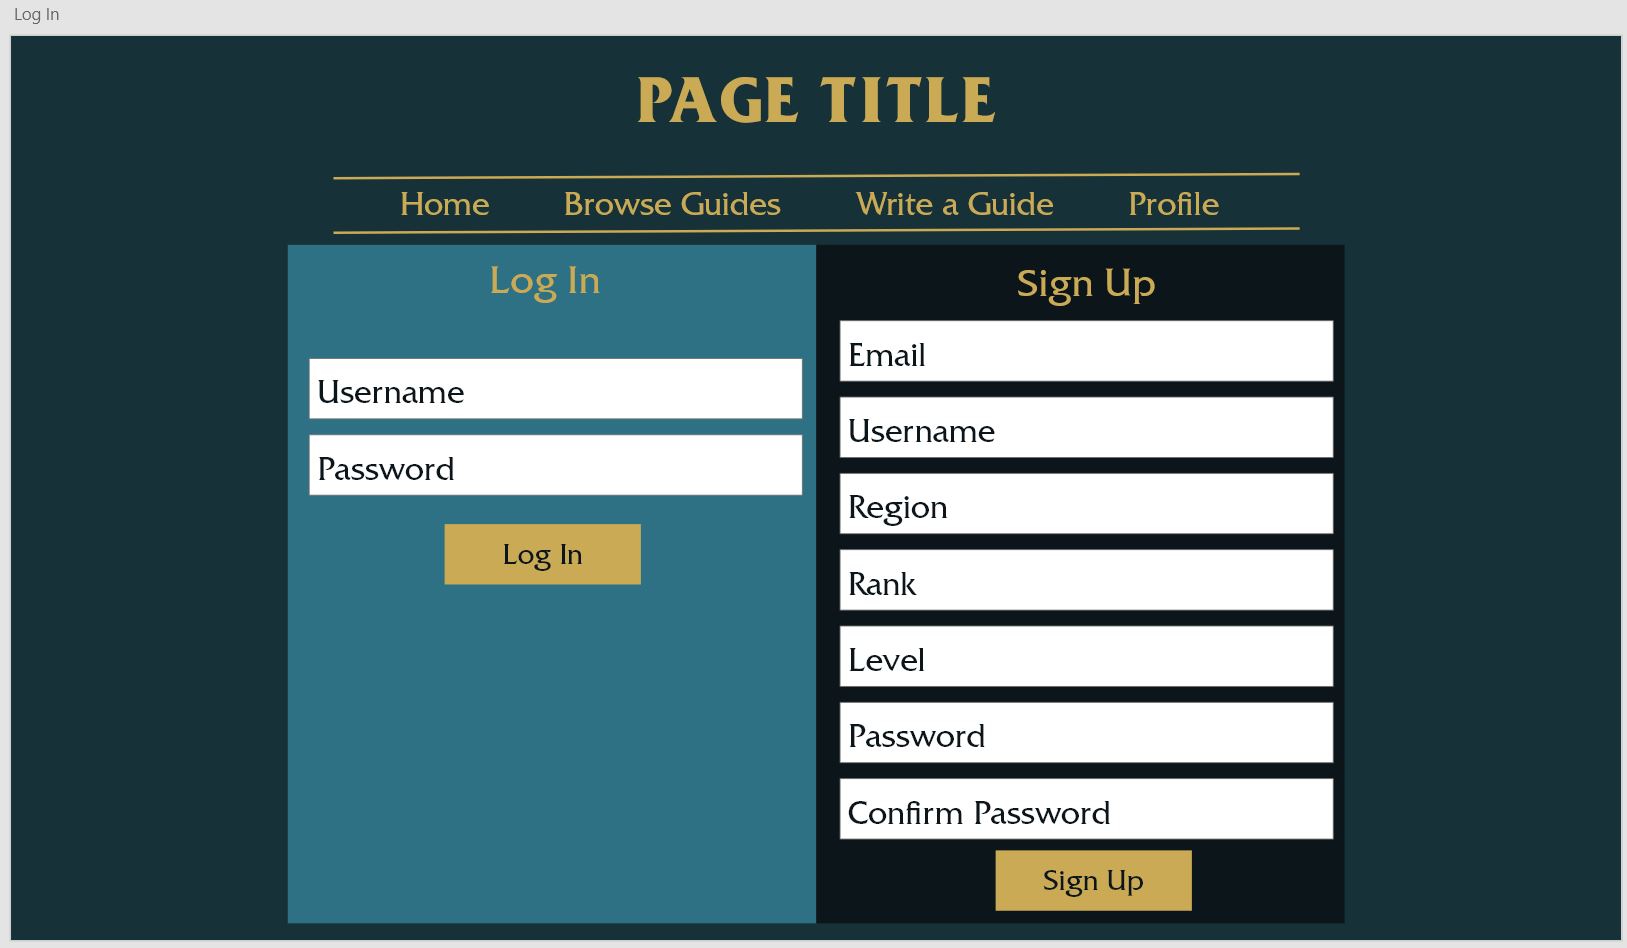 Log In
PAGE TITLE
Home Browse Guides Write a Guide Profile
Log In
Username
Password
Log In
Sign Up
Email
Username
Region
Rank
Level
Password
Confirm Password
Sign Up